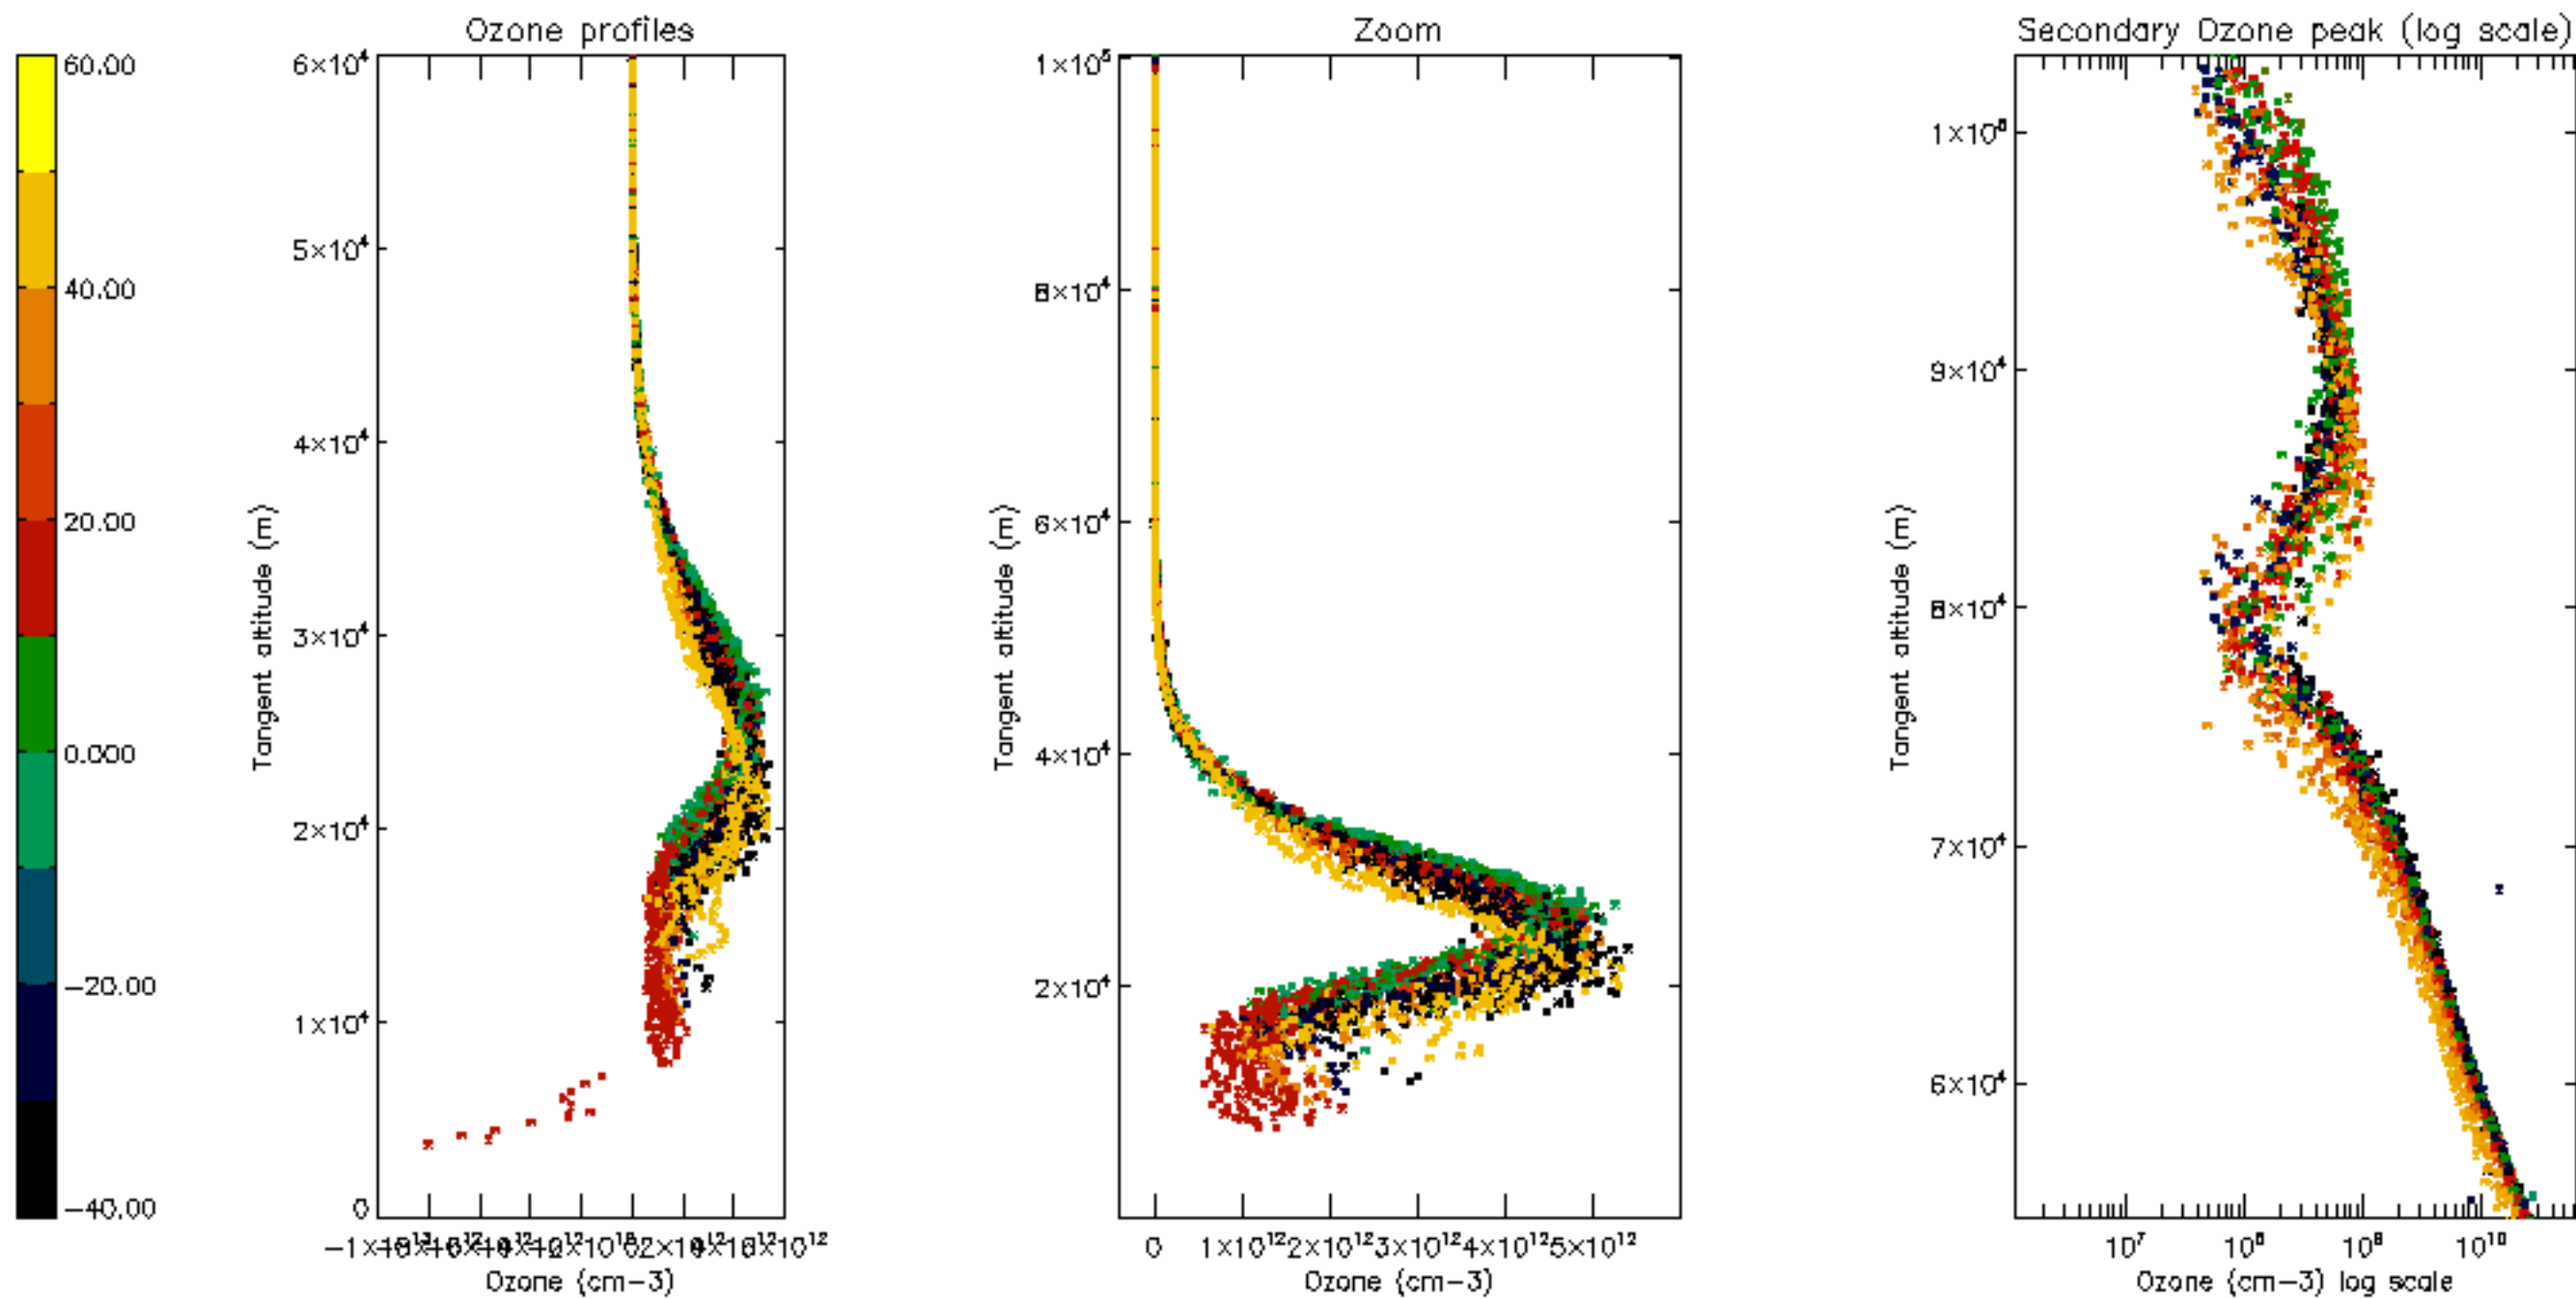 Ozone profiles
Zoom
Secondary Ozone peak (log scale)
60.00
40.00
20.00
0.000
−20.00
−40.00
6×10⁴
5×10⁴
4×10⁴
3×10⁴
2×10⁴
1×10⁴
0
Tangent altitude (m)
Ozone (cm−3)
1×10⁵
8×10⁴
6×10⁴
4×10⁴
2×10⁴
Tangent altitude (m)
0 1×10¹² 2×10¹² 3×10¹² 4×10¹² 5×10¹²
Ozone (cm−3)
9×10⁴
8×10⁴
7×10⁴
6×10⁴
Tangent altitude (m)
10⁷ 10⁸ 10⁹ 10¹⁰
Ozone (cm−3) log scale